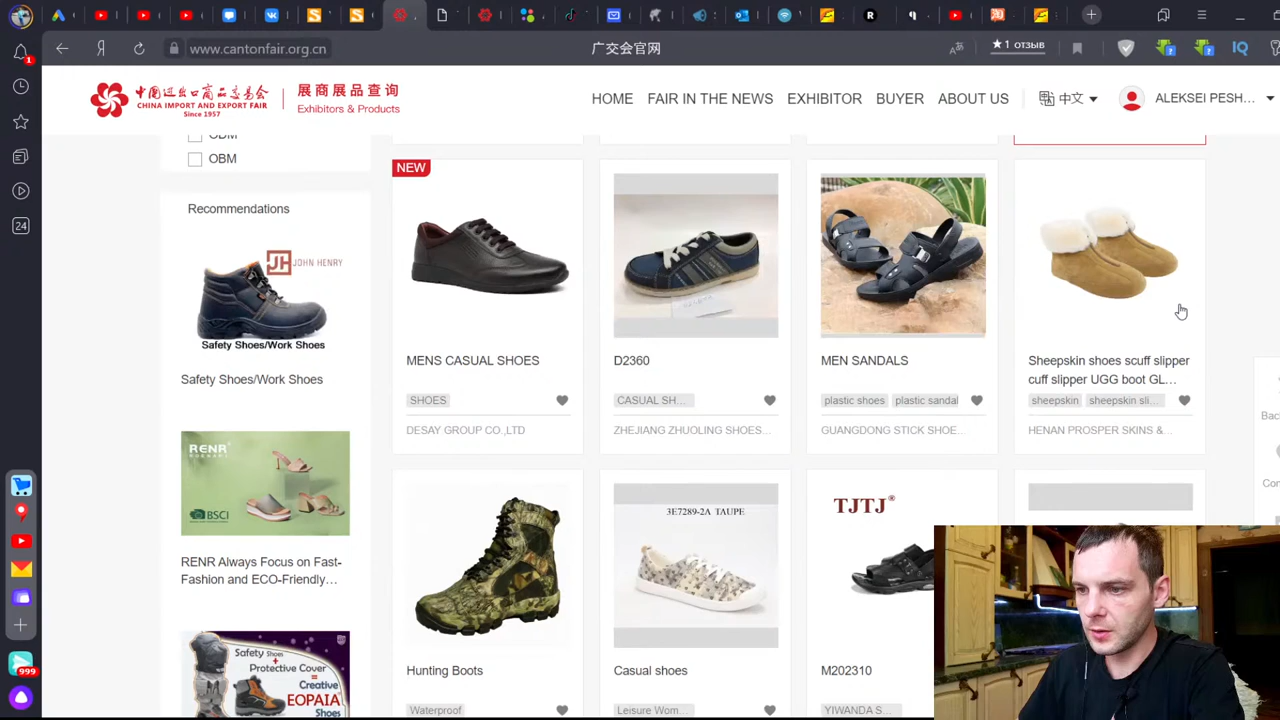 www.cantonfair.org.cn
广交会官网
★ 1 отзыв
1
中国进出口商品交易会
CHINA IMPORT AND EXPORT FAIR
Since 1957
展商展品查询
Exhibitors & Products
HOME
FAIR IN THE NEWS
EXHIBITOR
BUYER
ABOUT US
中文
ALEKSEI PESH...
24
ODM
OBM
Recommendations
JH JOHN HENRY
Safety Shoes/Work Shoes
Safety Shoes/Work Shoes
RENR
BSCI
RENR Always Focus on Fast-
Fashion and ECO-Friendly...
Safety Shoes
+
Protective Cover
=
Creative
EOPAIA
Shoes
NEW
MENS CASUAL SHOES
SHOES
DESAY GROUP CO.,LTD
D2360
CASUAL SH...
ZHEJIANG ZHUOLING SHOES...
MEN SANDALS
plastic shoes
plastic sandal
GUANGDONG STICK SHOE...
Sheepskin shoes scuff slipper
cuff slipper UGG boot GL...
sheepskin
sheepskin sli...
HENAN PROSPER SKINS &...
Hunting Boots
Waterproof
3E7289-2A TAUPE
Casual shoes
Leisure Wom...
TJTJ®
M202310
YIWANDA S...
999